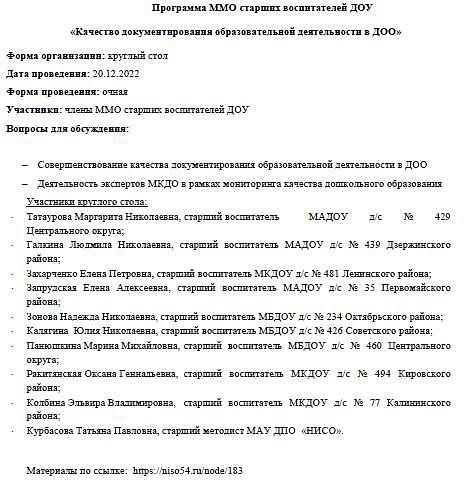 Программа ММО старших воспитателей ДОУ
«Качество документирования образовательной деятельности в ДОО»
Форма организации: круглый стол
Дата проведения: 20.12.2022
Форма проведения: очная
Участники: члены ММО старших воспитателей ДОУ
Вопросы для обсуждения:
– Совершенствование качества документирования образовательной деятельности в ДОО
– Деятельность экспертов МКДО в рамках мониторинга качества дошкольного образования
Участники круглого стола:
· Татаурова Маргарита Николаевна, старший воспитатель МАДОУ д/с № 429
Центрального округа;
· Галкина Людмила Николаевна, старший воспитатель МАДОУ д/с № 439 Дзержинского
района;
· Захарченко Елена Петровна, старший воспитатель МКДОУ д/с № 481 Ленинского района;
· Запрудская Елена Алексеевна, старший воспитатель МАДОУ д/с № 35 Первомайского
района;
· Зонова Надежда Николаевна, старший воспитатель МБДОУ д/с № 234 Октябрьского района;
· Калягина Юлия Николаевна, старший воспитатель МБДОУ д/с № 426 Советского района;
· Панюшкина Марина Михайловна, старший воспитатель МБДОУ д/с № 460 Центрального
округа;
· Ракитянская Оксана Геннадьевна, старший воспитатель МКДОУ д/с № 494 Кировского
района;
· Колбина Эльвира Владимировна, старший воспитатель МКДОУ д/с № 77 Калининского
района;
· Курбасова Татьяна Павловна, старший методист МАУ ДПО «НИСО».
Материалы по ссылке: https://niso54.ru/node/183